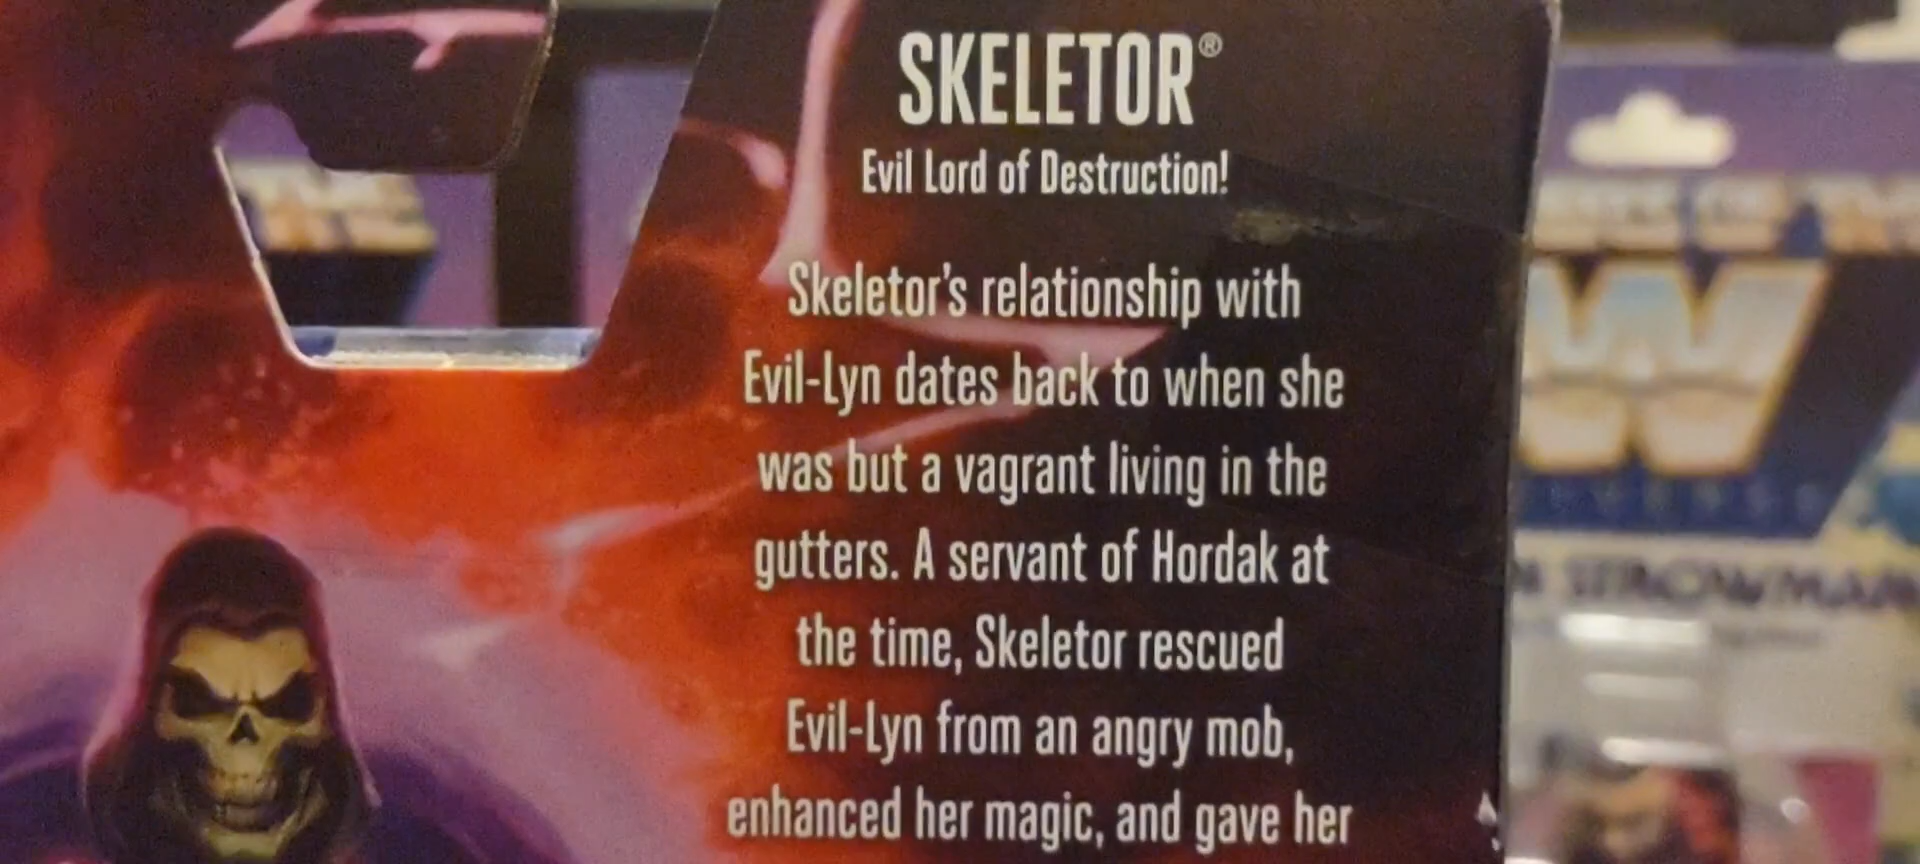 SKELETOR®
Evil Lord of Destruction!
Skeletor's relationship with
Evil-Lyn dates back to when she
was but a vagrant living in the
gutters. A servant of Hordak at
the time, Skeletor rescued
Evil-Lyn from an angry mob,
enhanced her magic, and gave her
STROWMAN